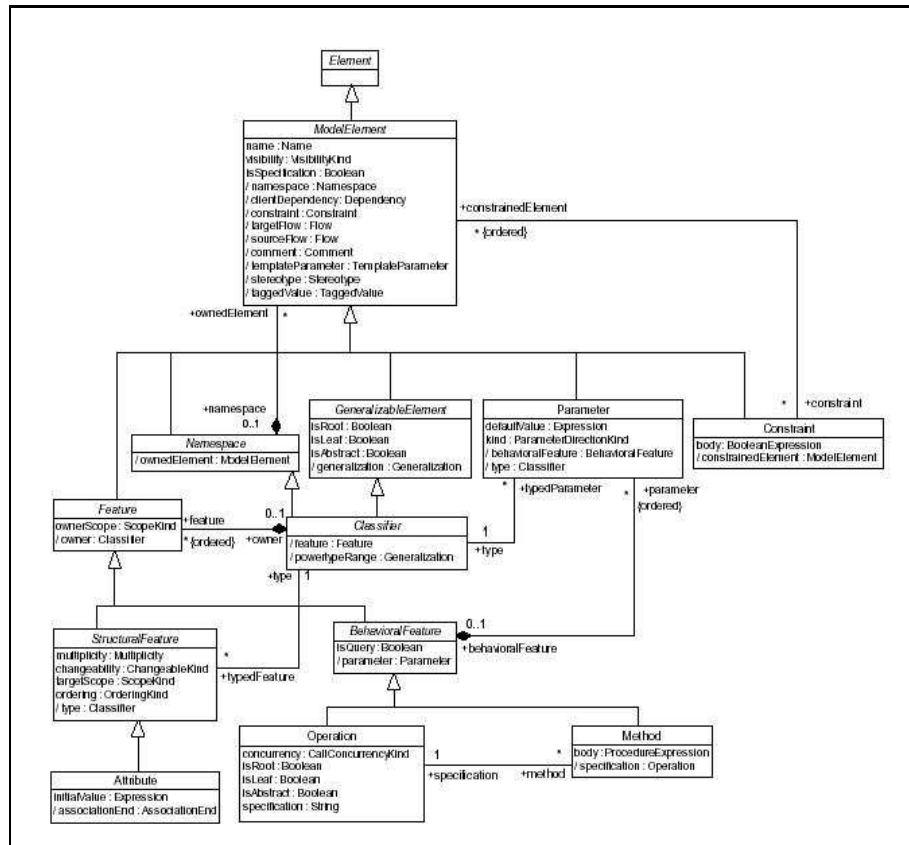 Element
ModelElement
name : Name
visibility : VisibilityKind
isSpecification : Boolean
/ namespace : Namespace
/ clientDependency : Dependency
/ constraint : Constraint
/ targetFlow : Flow
/ sourceFlow : Flow
/ comment : Comment
/ templateParameter : TemplateParameter
/ stereotype : Stereotype
/ taggedValue : TaggedValue
+constrainedElement
* {ordered}
+ownedElement
*
+namespace
0..1
Namespace
/ ownedElement : ModelElement
GeneralizableElement
isRoot : Boolean
isLeaf : Boolean
isAbstract : Boolean
/ generalization : Generalization
Parameter
defaultValue : Expression
kind : ParameterDirectionKind
/ behavioralFeature : BehavioralFeature
/ type : Classifier
*
+constraint
Constraint
body : BooleanExpression
/ constrainedElement : ModelElement
*
+typedParameter
*
+parameter
{ordered}
Feature
ownerScope : ScopeKind
/ owner : Classifier
+feature
* {ordered}
0..1
+owner
Classifier
/ feature : Feature
/ powertypeRange : Generalization
1
+type
+type
1
StructuralFeature
multiplicity : Multiplicity
changeability : ChangeableKind
targetScope : ScopeKind
ordering : OrderingKind
/ type : Classifier
*
+typedFeature
BehavioralFeature
isQuery : Boolean
/ parameter : Parameter
0..1
+behavioralFeature
Attribute
initialValue : Expression
/ associationEnd : AssociationEnd
Operation
concurrency : CallConcurrencyKind
isRoot : Boolean
isLeaf : Boolean
isAbstract : Boolean
specification : String
1
+specification
*
+method
Method
body : ProcedureExpression
/ specification : Operation